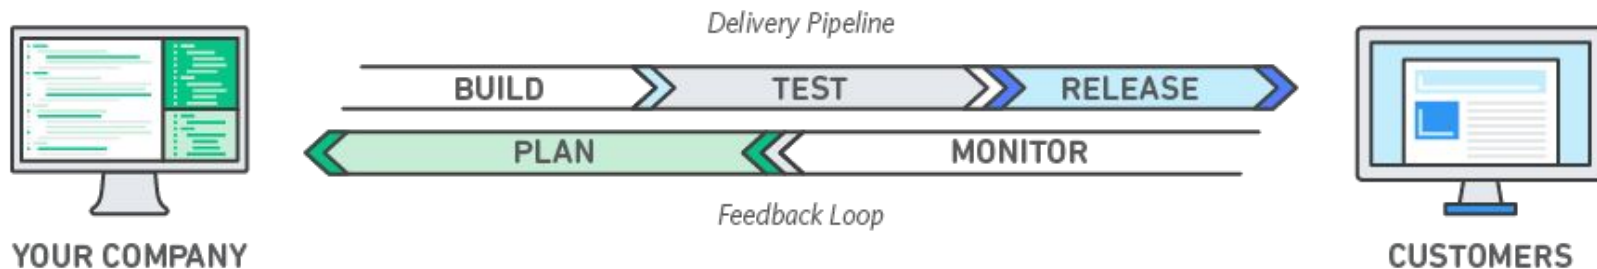 Delivery Pipeline
BUILD
TEST
RELEASE
PLAN
MONITOR
Feedback Loop
YOUR COMPANY
CUSTOMERS